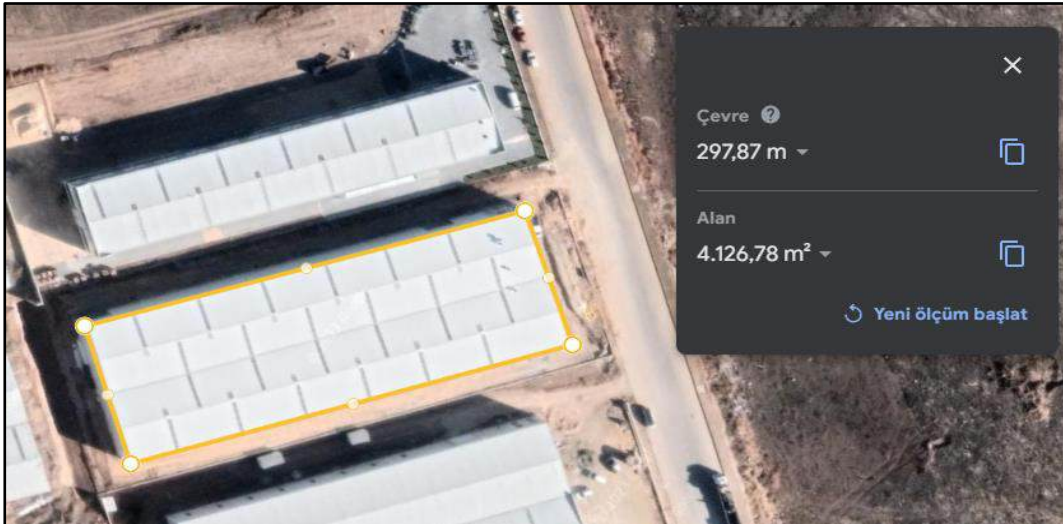 Çevre
297,87 m
Alan
4.126,78 m²
Yeni ölçüm başlat